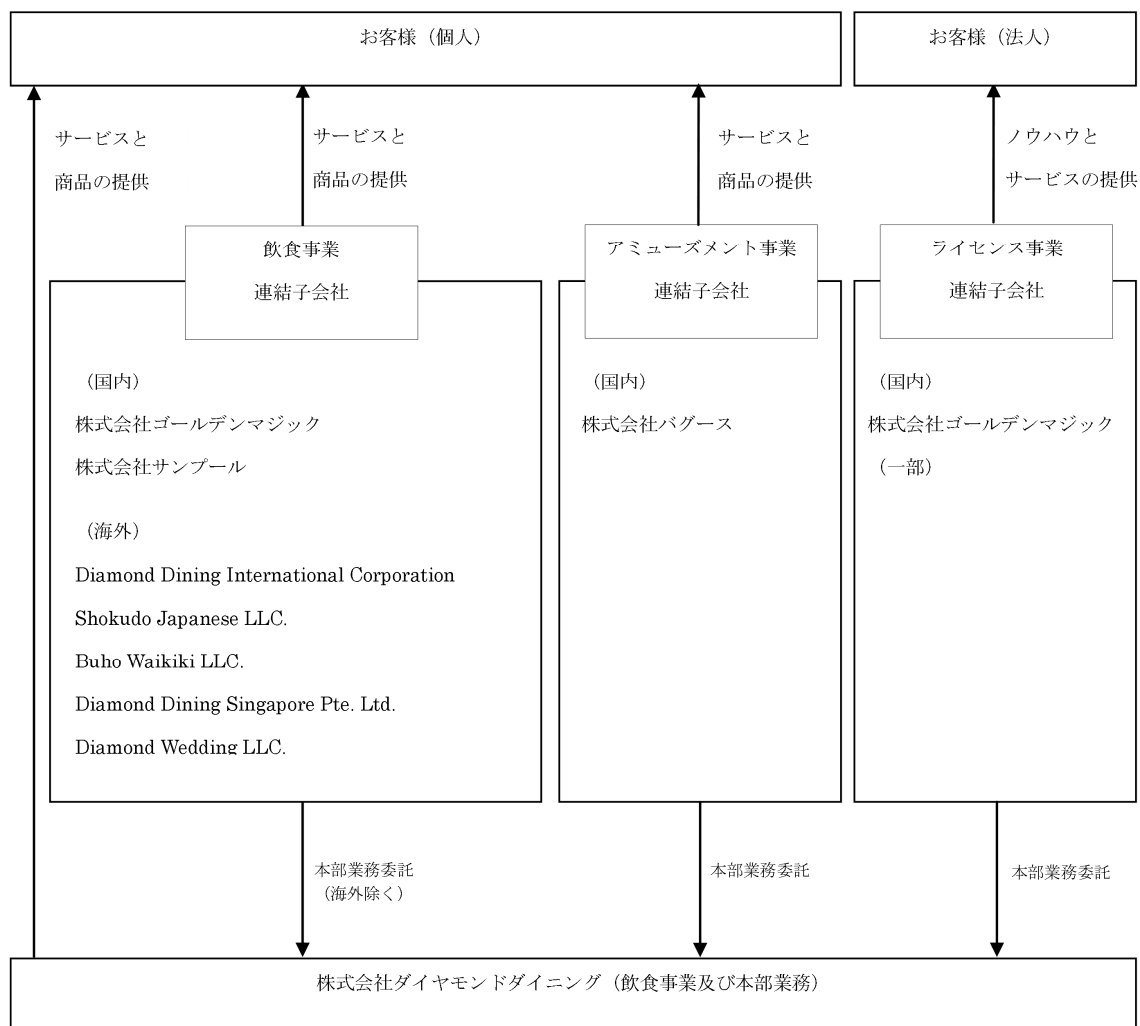 お客様（個人）
お客様（法人）
サービスと
商品の提供
サービスと
商品の提供
サービスと
商品の提供
ノウハウと
サービスの提供
飲食事業
連結子会社
アミューズメント事業
連結子会社
ライセンス事業
連結子会社
（国内）
株式会社ゴールデンマジック
株式会社サンプール
（海外）
Diamond Dining International Corporation
Shokudo Japanese LLC.
Buho Waikiki LLC.
Diamond Dining Singapore Pte. Ltd.
Diamond Wedding LLC.
（国内）
株式会社バグース
（国内）
株式会社ゴールデンマジック
（一部）
本部業務委託
（海外除く）
本部業務委託
本部業務委託
株式会社ダイヤモンドダイニング（飲食事業及び本部業務）